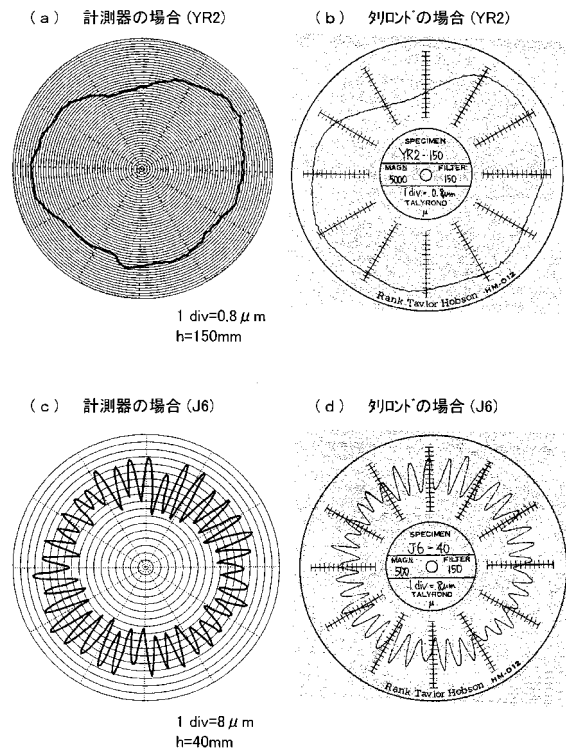 (a) 計測器の場合 (YR2)
1 div=0.8μm
h=150mm
(b) ﾀﾘﾛﾝﾄﾞの場合 (YR2)
SPECIMEN
YR2-150
MAGN. FILTER
5000 150
1 div=0.8μm
TALYROND
μ
Rank Taylor Hobson HM-012
(c) 計測器の場合 (J6)
1 div=8μm
h=40mm
(d) ﾀﾘﾛﾝﾄﾞの場合 (J6)
SPECIMEN
J6-40
MAGN. FILTER
500 150
1 div=8μm
TALYROND
μ
Rank Taylor Hobson HM-012